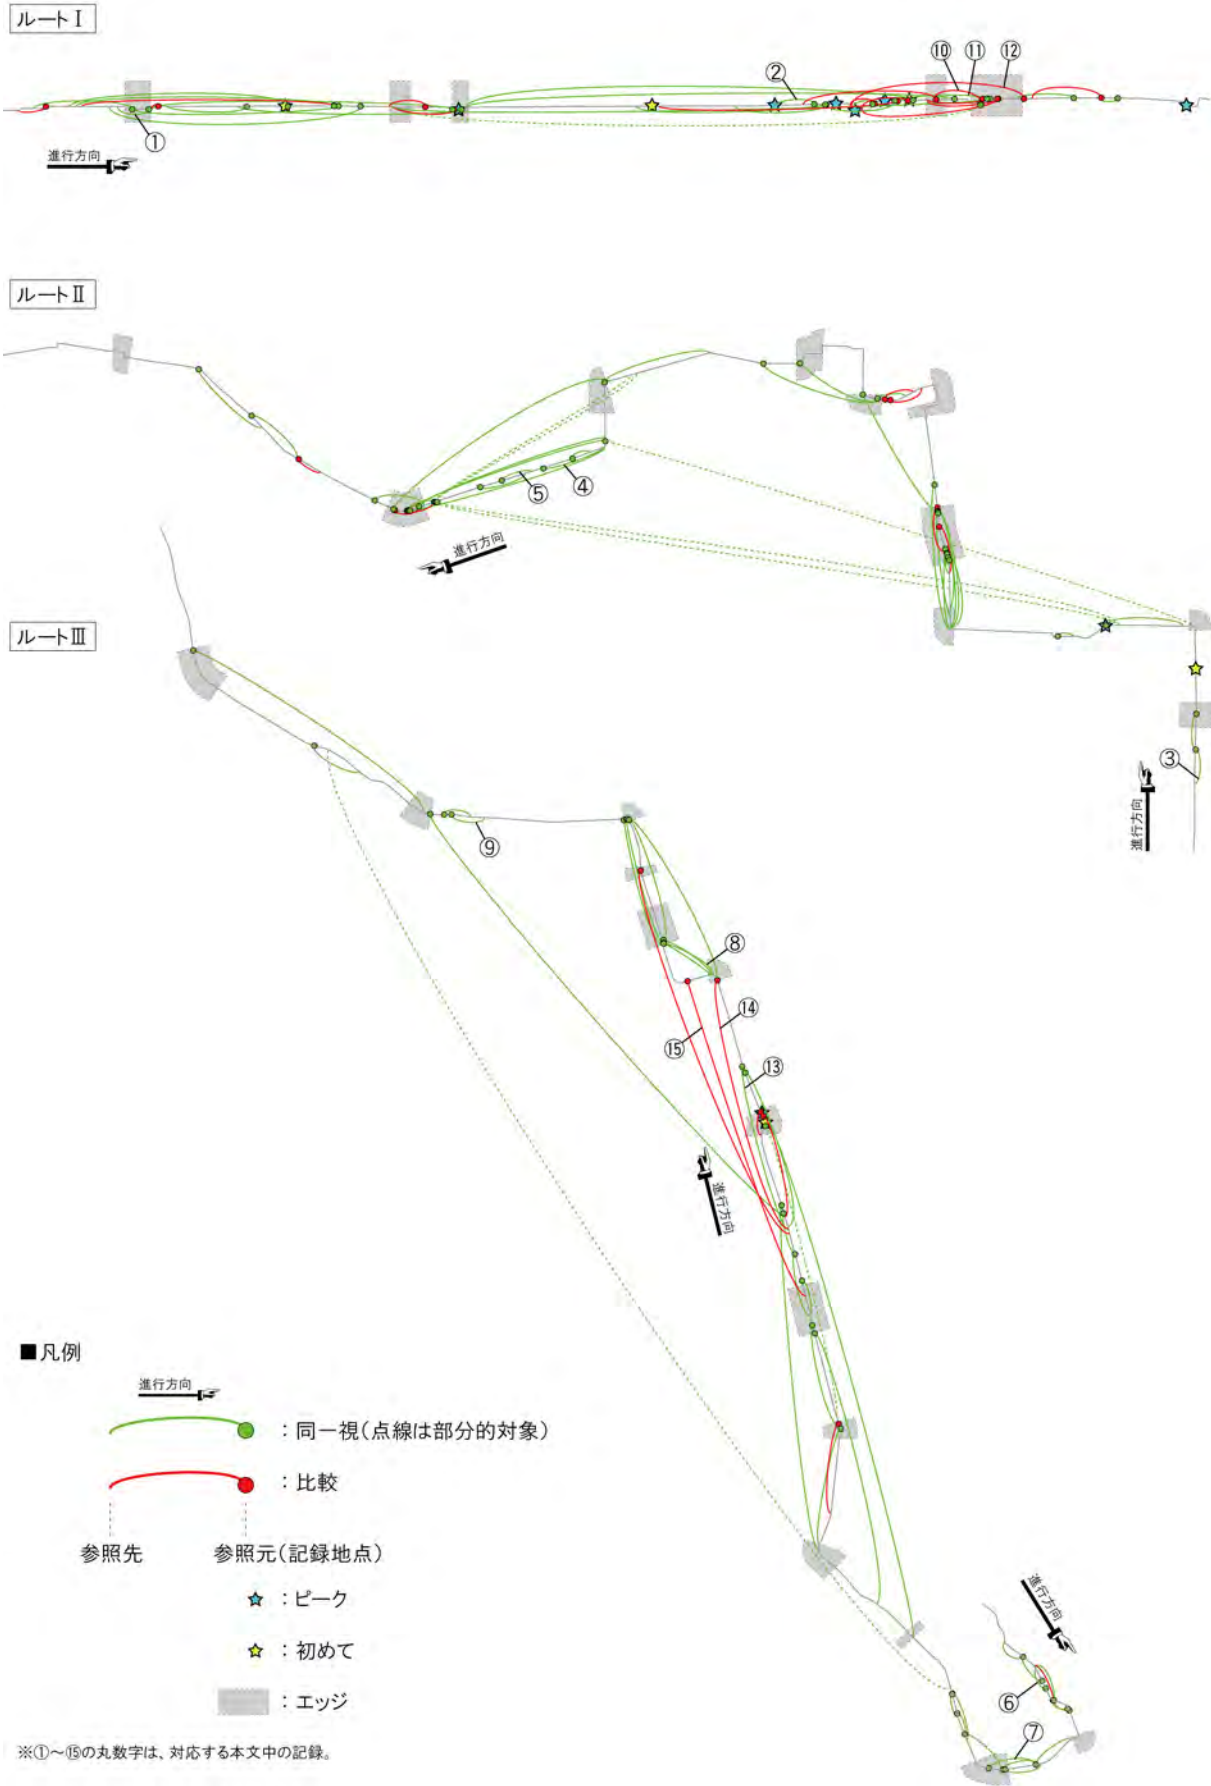 ルートⅠ
⑩
⑪
⑫
②
①
進行方向
ルートⅡ
⑤
④
進行方向
③
進行方向
ルートⅢ
⑨
⑧
⑭
⑮
⑬
進行方向
■凡例
進行方向
：同一視(点線は部分的対象)
：比較
参照先
参照元(記録地点)
：ピーク
：初めて
：エッジ
進行方向
⑥
⑦
※①～⑮の丸数字は、対応する本文中の記録。